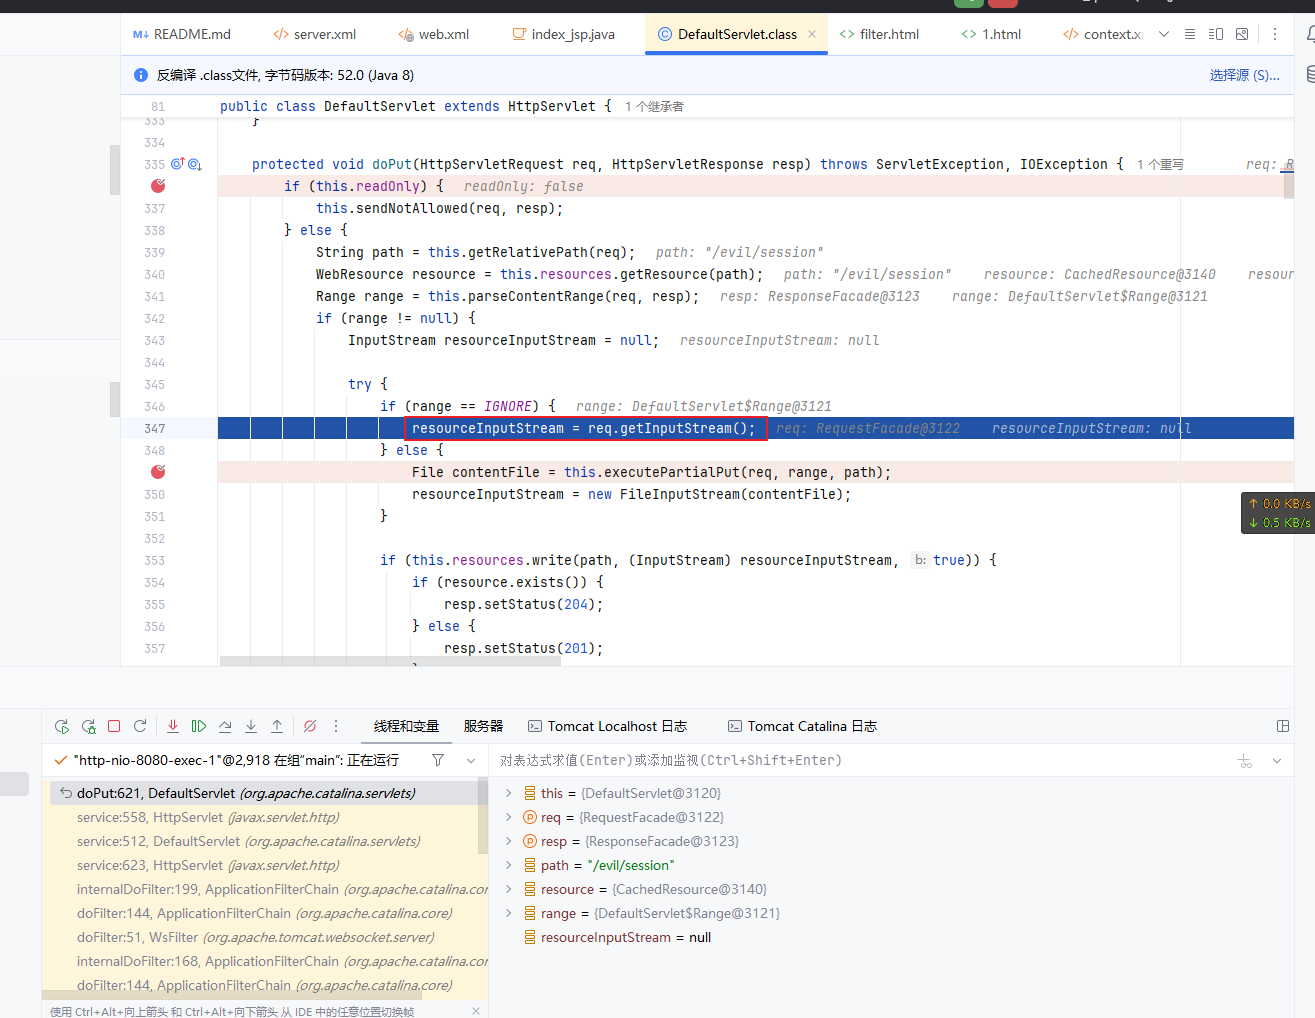 README.md
server.xml
web.xml
index_jsp.java
DefaultServlet.class
filter.html
1.html
context.x
反编译 .class文件, 字节码版本: 52.0 (Java 8)
选择源 (S)...
81 public class DefaultServlet extends HttpServlet { 1 个继承者
333 }
334
335 protected void doPut(HttpServletRequest req, HttpServletResponse resp) throws ServletException, IOException { 1 个重写 req: R
if (this.readOnly) { readOnly: false
337 this.sendNotAllowed(req, resp);
338 } else {
339 String path = this.getRelativePath(req); path: "/evil/session"
340 WebResource resource = this.resources.getResource(path); path: "/evil/session" resource: CachedResource@3140 resour
341 Range range = this.parseContentRange(req, resp); resp: ResponseFacade@3123 range: DefaultServlet$Range@3121
342 if (range != null) {
343 InputStream resourceInputStream = null; resourceInputStream: null
344
345 try {
346 if (range == IGNORE) { range: DefaultServlet$Range@3121
347 resourceInputStream = req.getInputStream(); req: RequestFacade@3122 resourceInputStream: null
348 } else {
File contentFile = this.executePartialPut(req, range, path);
350 resourceInputStream = new FileInputStream(contentFile);
351 }
352
353 if (this.resources.write(path, (InputStream) resourceInputStream, b: true)) {
354 if (resource.exists()) {
355 resp.setStatus(204);
356 } else {
357 resp.setStatus(201);
↑ 0.0 KB/s
↓ 0.5 KB/s
线程和变量
服务器
Tomcat Localhost 日志
Tomcat Catalina 日志
"http-nio-8080-exec-1"@2,918 在组"main": 正在运行
对表达式求值(Enter)或添加监视(Ctrl+Shift+Enter)
doPut:621, DefaultServlet (org.apache.catalina.servlets)
service:558, HttpServlet (javax.servlet.http)
service:512, DefaultServlet (org.apache.catalina.servlets)
service:623, HttpServlet (javax.servlet.http)
internalDoFilter:199, ApplicationFilterChain (org.apache.catalina.cor
doFilter:144, ApplicationFilterChain (org.apache.catalina.core)
doFilter:51, WsFilter (org.apache.tomcat.websocket.server)
internalDoFilter:168, ApplicationFilterChain (org.apache.catalina.cor
doFilter:144, ApplicationFilterChain (org.apache.catalina.core)
this = {DefaultServlet@3120}
req = {RequestFacade@3122}
resp = {ResponseFacade@3123}
path = "/evil/session"
resource = {CachedResource@3140}
range = {DefaultServlet$Range@3121}
resourceInputStream = null
使用 Ctrl+Alt+向上箭头 和 Ctrl+Alt+向下箭头 从 IDE 中的任意位置切换帧